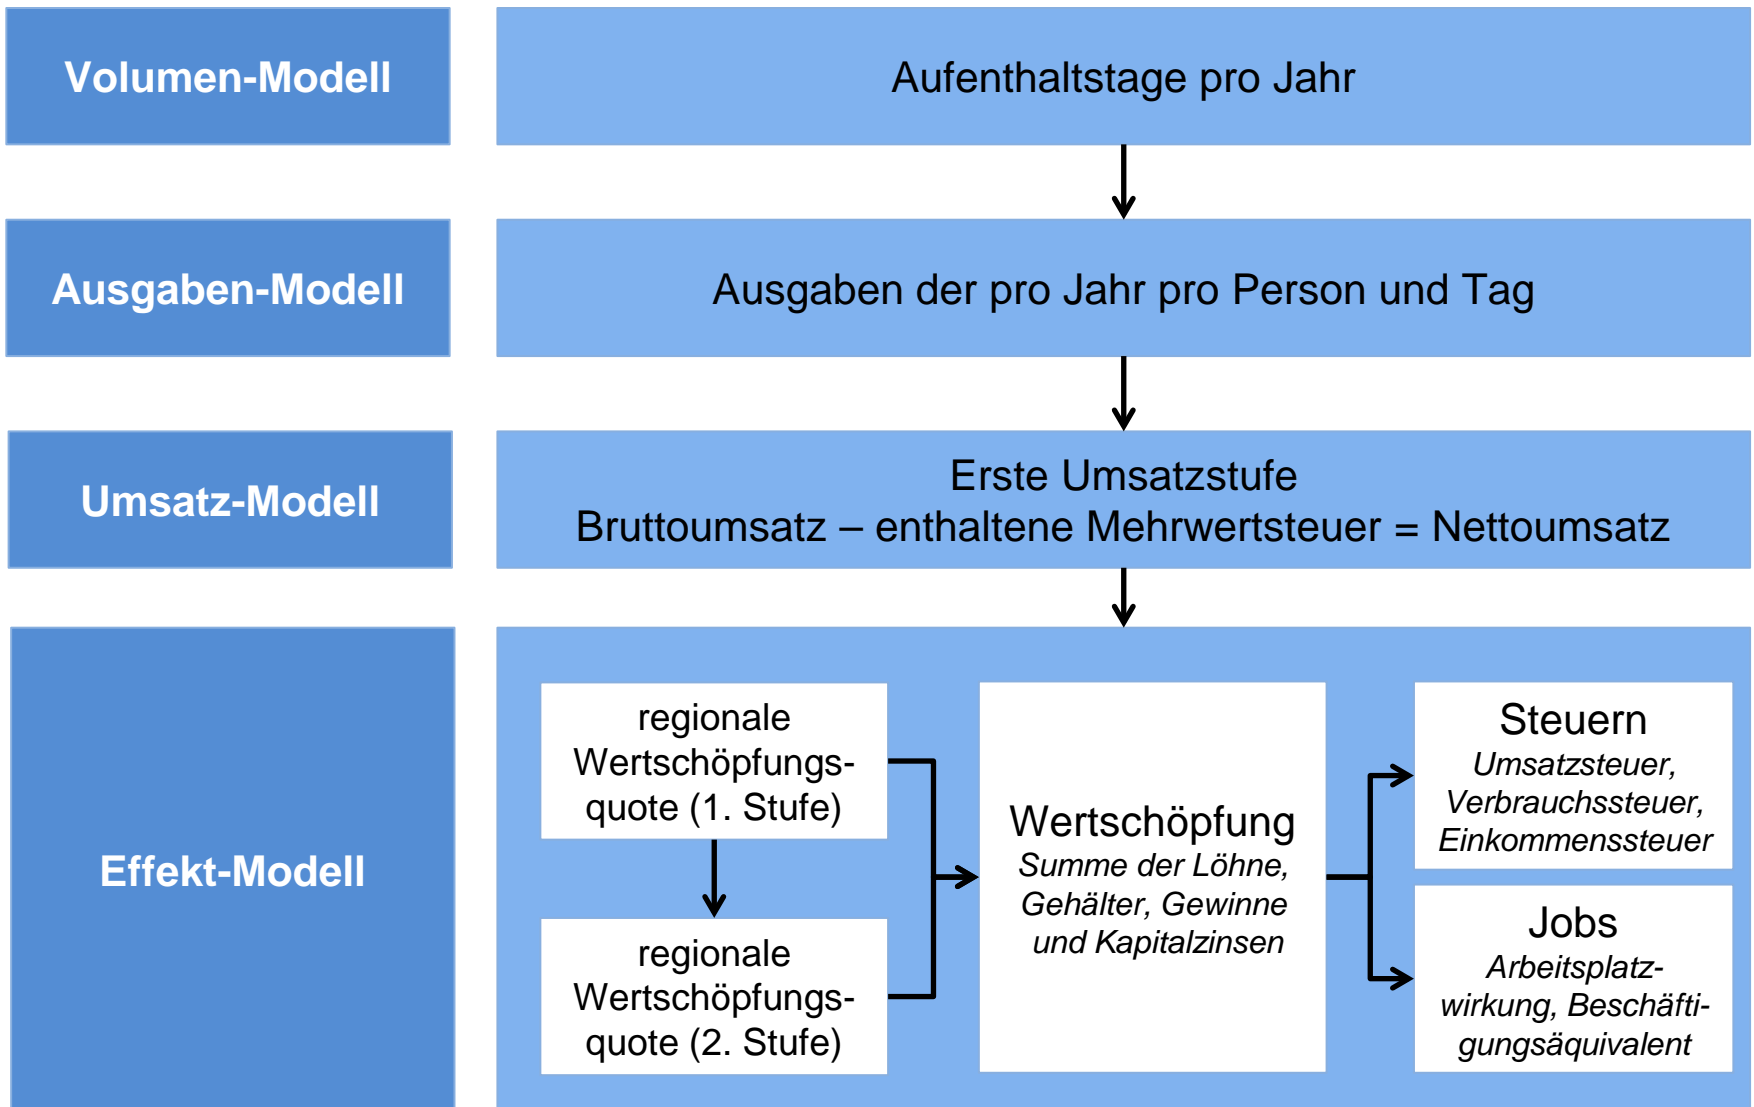 Volumen-Modell
Aufenthaltstage pro Jahr
Ausgaben-Modell
Ausgaben der pro Jahr pro Person und Tag
Umsatz-Modell
Erste Umsatzstufe
Bruttoumsatz – enthaltene Mehrwertsteuer = Nettoumsatz
Effekt-Modell
regionale
Wertschöpfungs-
quote (1. Stufe)
regionale
Wertschöpfungs-
quote (2. Stufe)
Wertschöpfung
Summe der Löhne,
Gehälter, Gewinne
und Kapitalzinsen
Steuern
Umsatzsteuer,
Verbrauchssteuer,
Einkommenssteuer
Jobs
Arbeitsplatz-
wirkung, Beschäfti-
gungsäquivalent